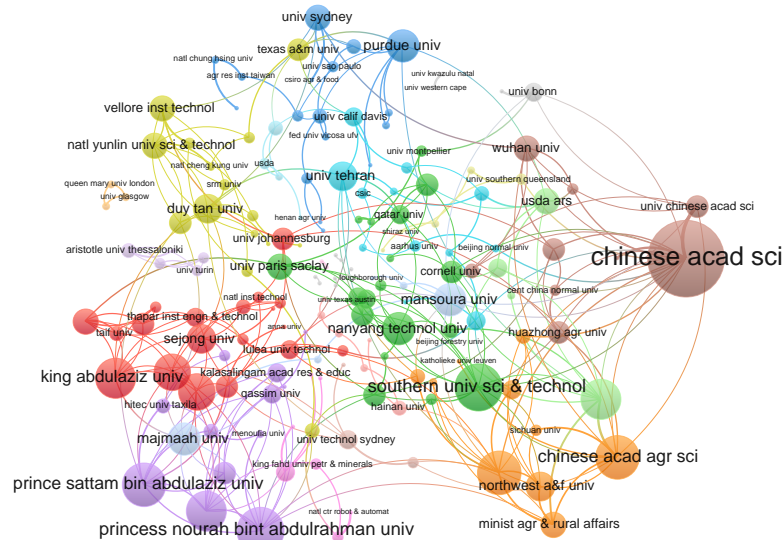 univ sydney
purdue univ
texas a&m univ
natl chung hsing univ
univ sao paulo
agr res inst taiwan
csiro agr & food
univ kwazulu natal
univ western cape
univ bonn
vellore inst technol
univ calif davis
fed univ vicosa ufv
natl yunlin univ sci & technol
univ montpellier
wuhan univ
usda
natl cheng kung univ
univ tehran
queen mary univ london
srm univ
univ southern queensland
univ glasgow
csic
usda ars
duy tan univ
univ chinese acad sci
henan agr univ
qatar univ
shiraz univ
univ johannesburg
aristotle univ thessaloniki
aarhus univ
beijing normal univ
chinese acad sci
univ turin
univ paris saclay
loughborough univ
cornell univ
natl inst technol
cent china normal univ
univ texas austin
mansoura univ
thapar inst engn & technol
taif univ
anna univ
nanyang technol univ
huazhong agr univ
sejong univ
beijing forestry univ
lulea univ technol
katholieke univ leuven
king abdulaziz univ
kalasalingam acad res & educ
southern univ sci & technol
qassim univ
hitec univ taxila
hainan univ
majmaah univ
menoufia univ
univ technol sydney
sichuan univ
chinese acad agr sci
king fahd univ petr & minerals
prince sattam bin abdulaziz univ
northwest a&f univ
natl ctr robot & automat
princess nourah bint abdulrahman univ
minist agr & rural affairs